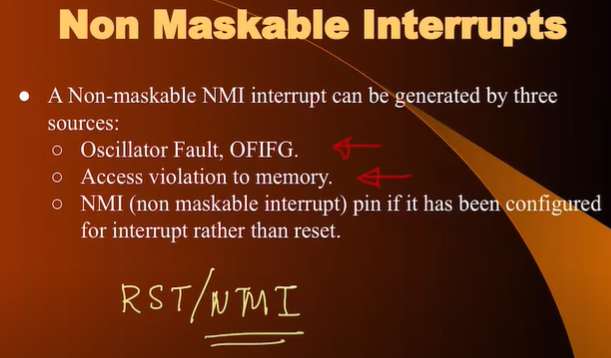 Non Maskable Interrupts
● A Non-maskable NMI interrupt can be generated by three
sources:
○ Oscillator Fault, OFIFG.
○ Access violation to memory.
○ NMI (non maskable interrupt) pin if it has been configured
for interrupt rather than reset.
RST/NMI